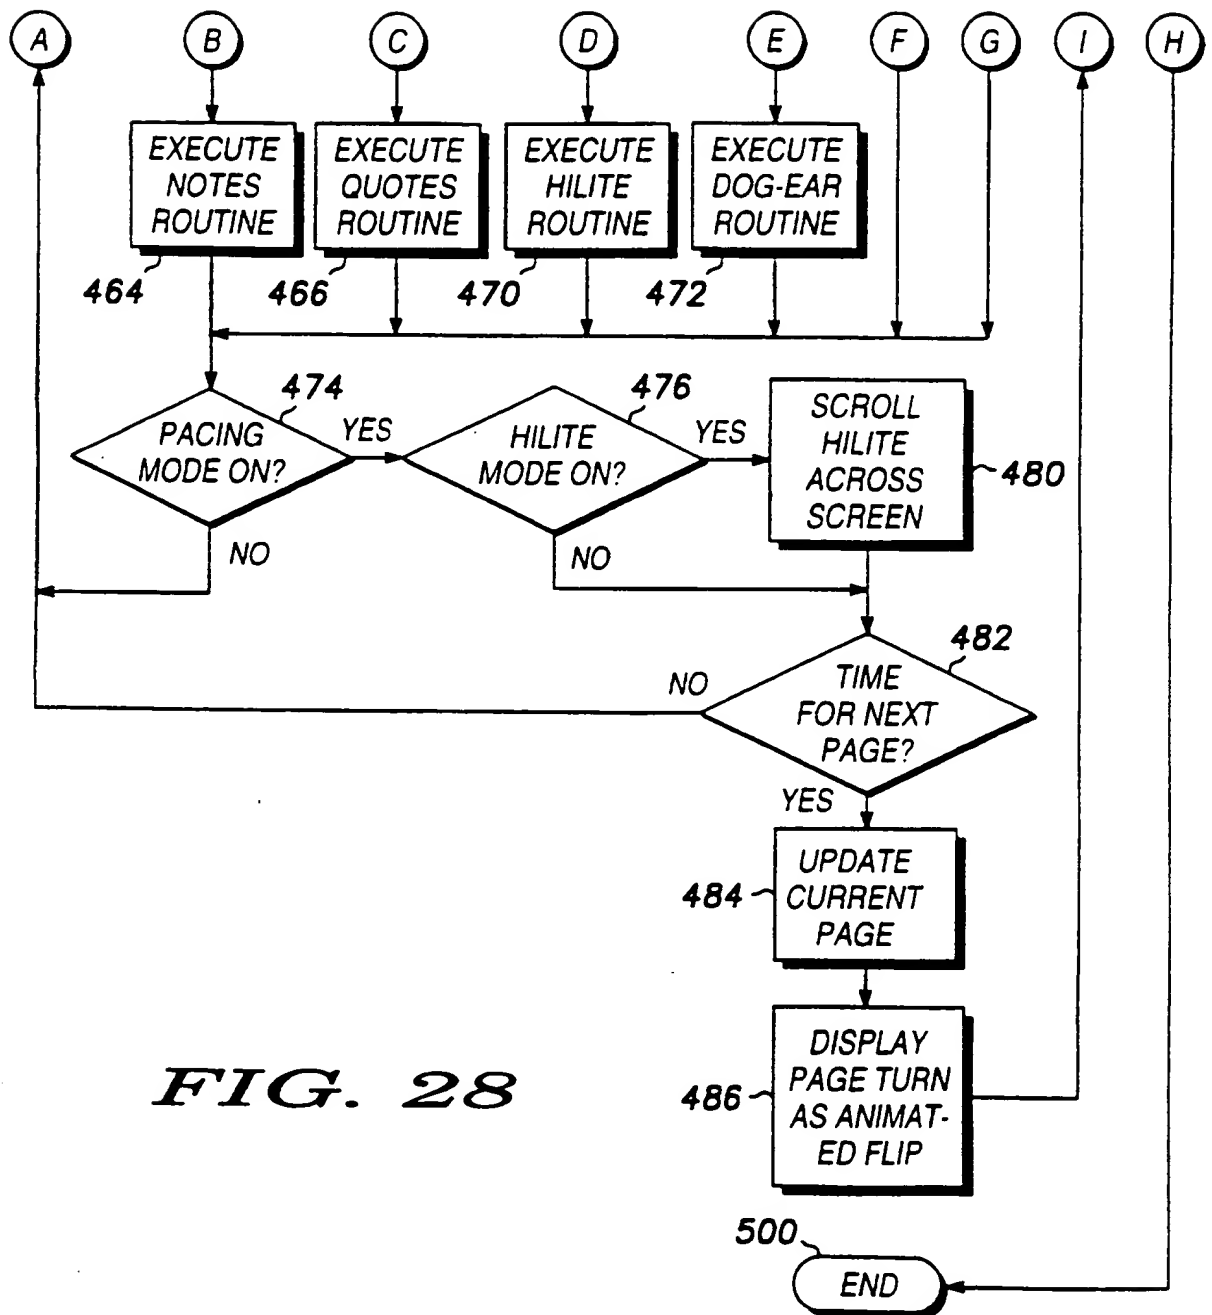 A B C D E F G I H
EXECUTE
NOTES
ROUTINE
464
EXECUTE
QUOTES
ROUTINE
466
EXECUTE
HILITE
ROUTINE
470
EXECUTE
DOG-EAR
ROUTINE
472
474
PACING
MODE ON?
YES
NO
476
HILITE
MODE ON?
YES
NO
SCROLL
HILITE
ACROSS
SCREEN
480
482
TIME
FOR NEXT
PAGE?
NO
YES
UPDATE
CURRENT
PAGE
484
DISPLAY
PAGE TURN
AS ANIMAT-
ED FLIP
486
FIG. 28
500
END